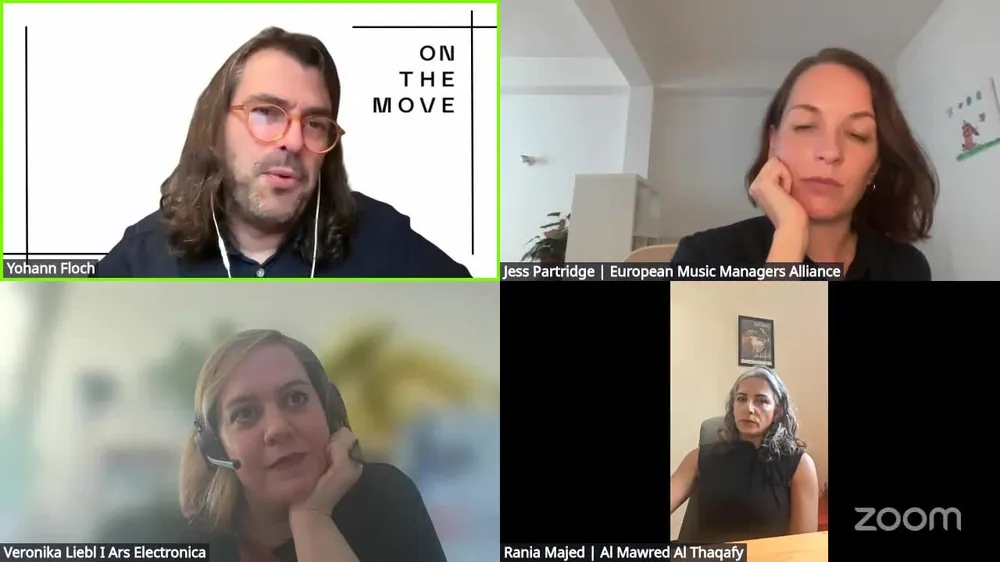 ON
THE
MOVE
Yohann Floch
Jess Partridge | European Music Managers Alliance
Veronika Liebl I Ars Electronica
Rania Majed | Al Mawred Al Thaqafy
zoom